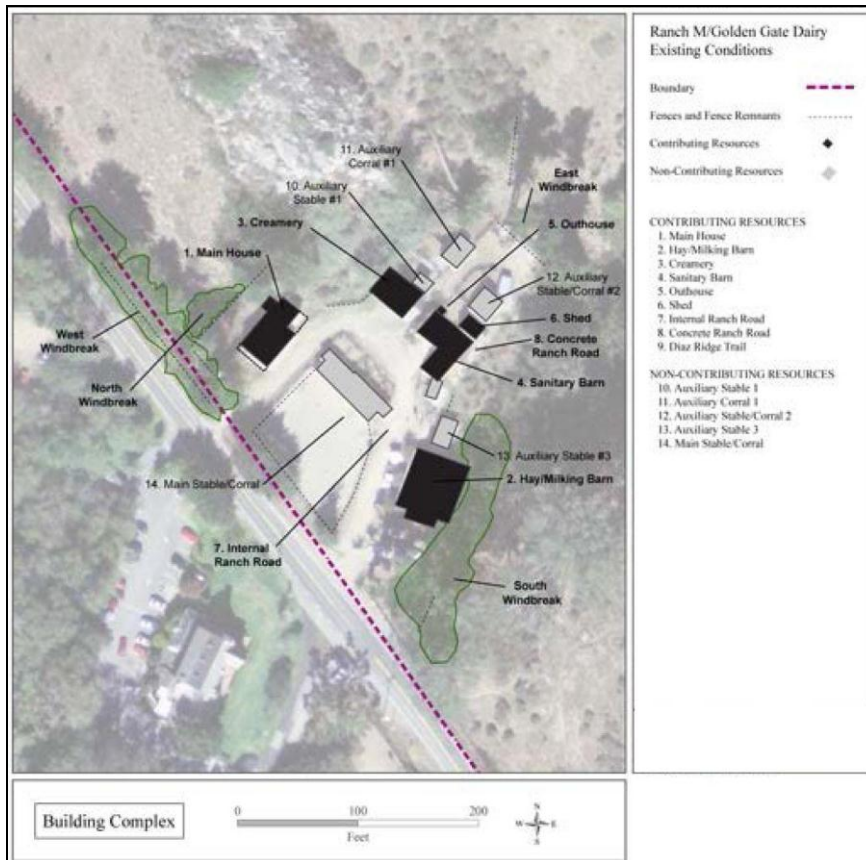 Ranch M/Golden Gate Dairy
Existing Conditions
Boundary
Fences and Fence Remnants
Contributing Resources
Non-Contributing Resources
CONTRIBUTING RESOURCES
1. Main House
2. Hay/Milking Barn
3. Creamery
4. Sanitary Barn
5. Outhouse
6. Shed
7. Internal Ranch Road
8. Concrete Ranch Road
9. Diaz Ridge Trail
NON-CONTRIBUTING RESOURCES
10. Auxiliary Stable 1
11. Auxiliary Corral 1
12. Auxiliary Stable/Corral 2
13. Auxiliary Stable 3
14. Main Stable/Corral
11. Auxiliary
Corral #1
10. Auxiliary
Stable #1
East
Windbreak
3. Creamery
5. Outhouse
1. Main House
12. Auxiliary
Stable/Corral #2
6. Shed
8. Concrete
Ranch Road
West
Windbreak
North
Windbreak
4. Sanitary Barn
13. Auxiliary Stable #3
14. Main Stable/Corral
2. Hay/Milking Barn
7. Internal
Ranch Road
South
Windbreak
Building Complex
0 100 200
Feet
N
W E
S